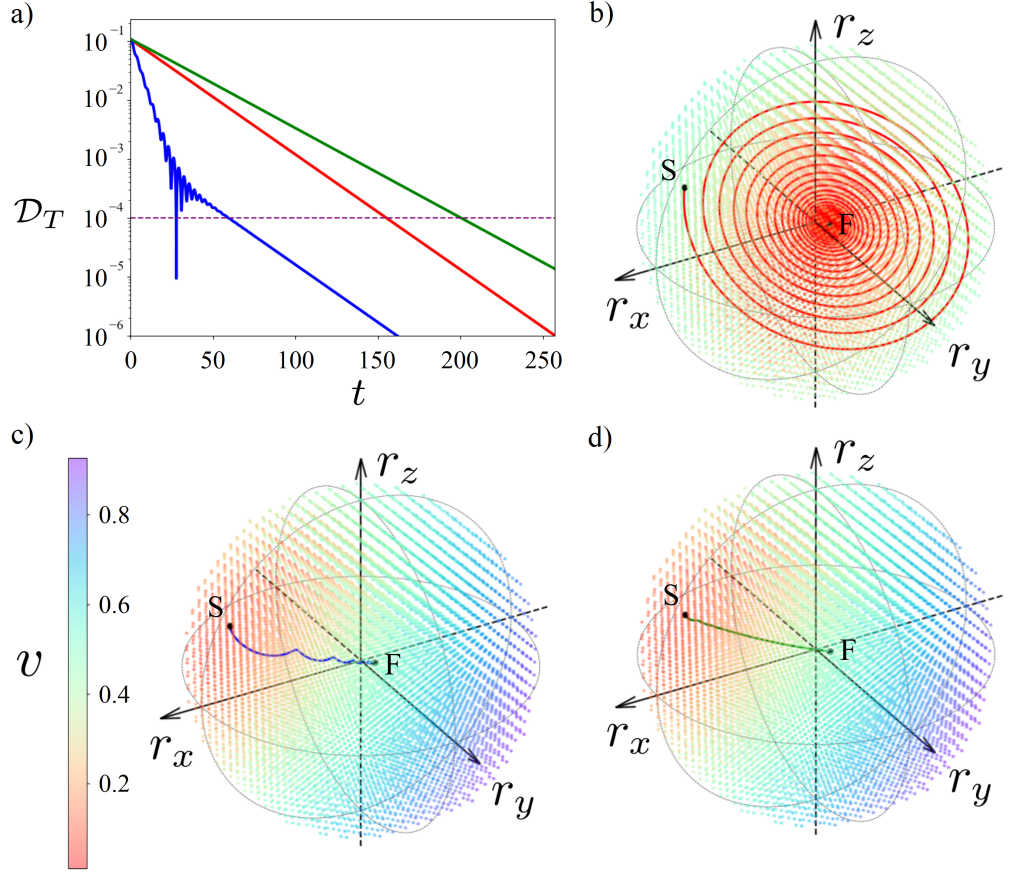 a)
10⁻¹
10⁻²
10⁻³
10⁻⁴
10⁻⁵
10⁻⁶
𝒟_T
0 50 100 150 200 250
t
b)
r_z
S
F
r_x
r_y
c)
v
0.8
0.6
0.4
0.2
r_z
S
F
r_x
r_y
d)
r_z
S
F
r_x
r_y